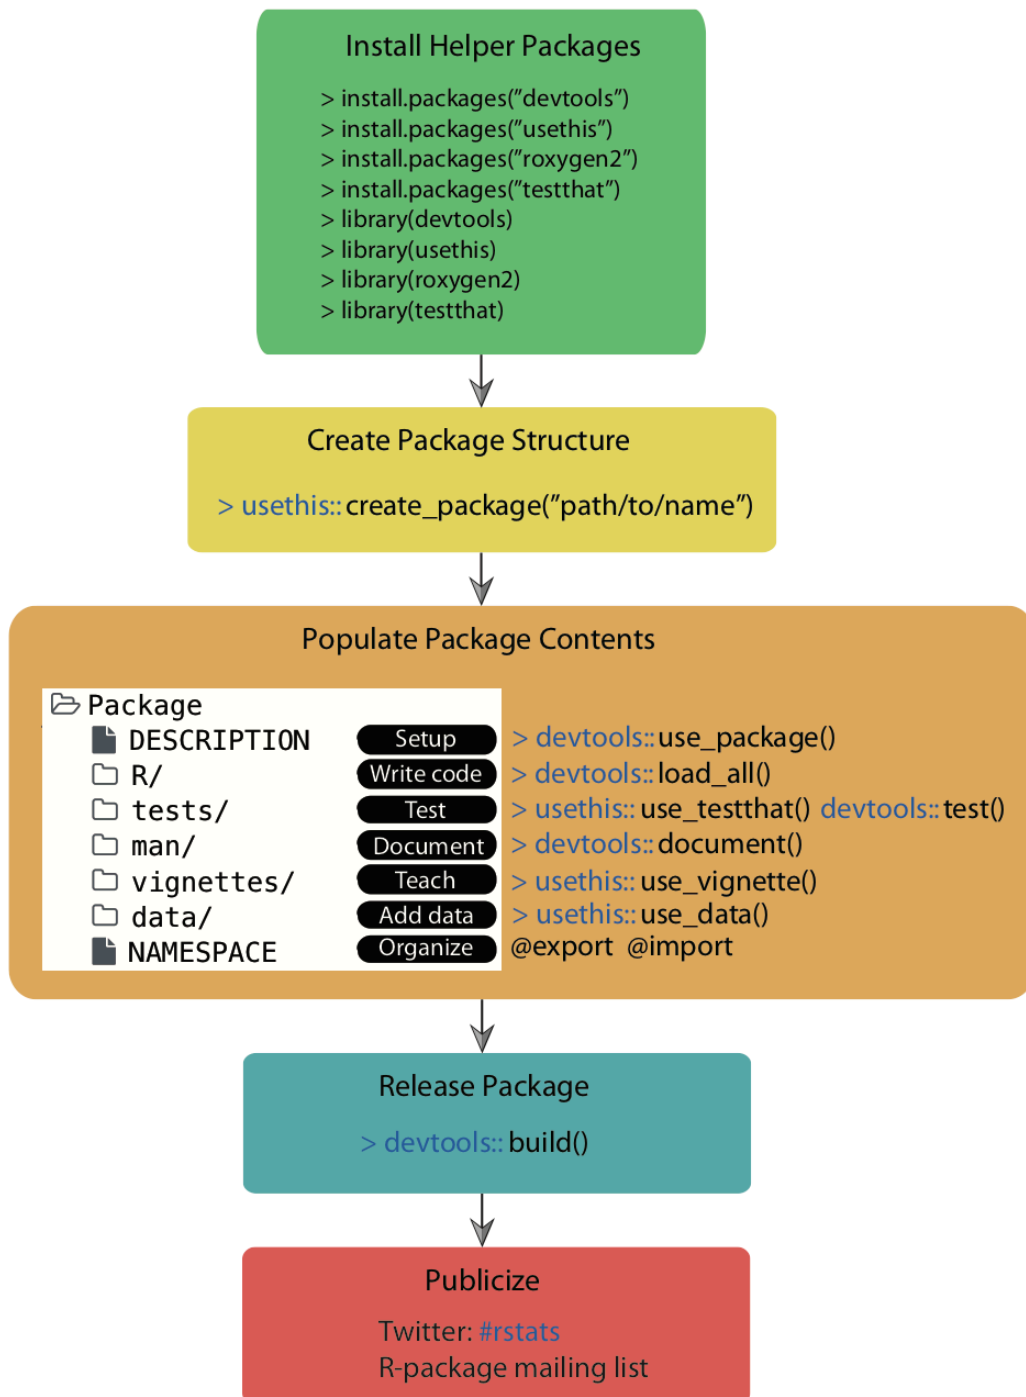 Install Helper Packages
> install.packages(”devtools”)
> install.packages(”usethis”)
> install.packages(”roxygen2”)
> install.packages(”testthat”)
> library(devtools)
> library(usethis)
> library(roxygen2)
> library(testthat)
Create Package Structure
> usethis:: create_package(”path/to/name”)
Populate Package Contents
Package
DESCRIPTION Setup > devtools:: use_package()
R/ Write code > devtools:: load_all()
tests/ Test > usethis:: use_testthat() devtools:: test()
man/ Document > devtools:: document()
vignettes/ Teach > usethis:: use_vignette()
data/ Add data > usethis:: use_data()
NAMESPACE Organize @export @import
Release Package
> devtools:: build()
Publicize
Twitter: #rstats
R-package mailing list